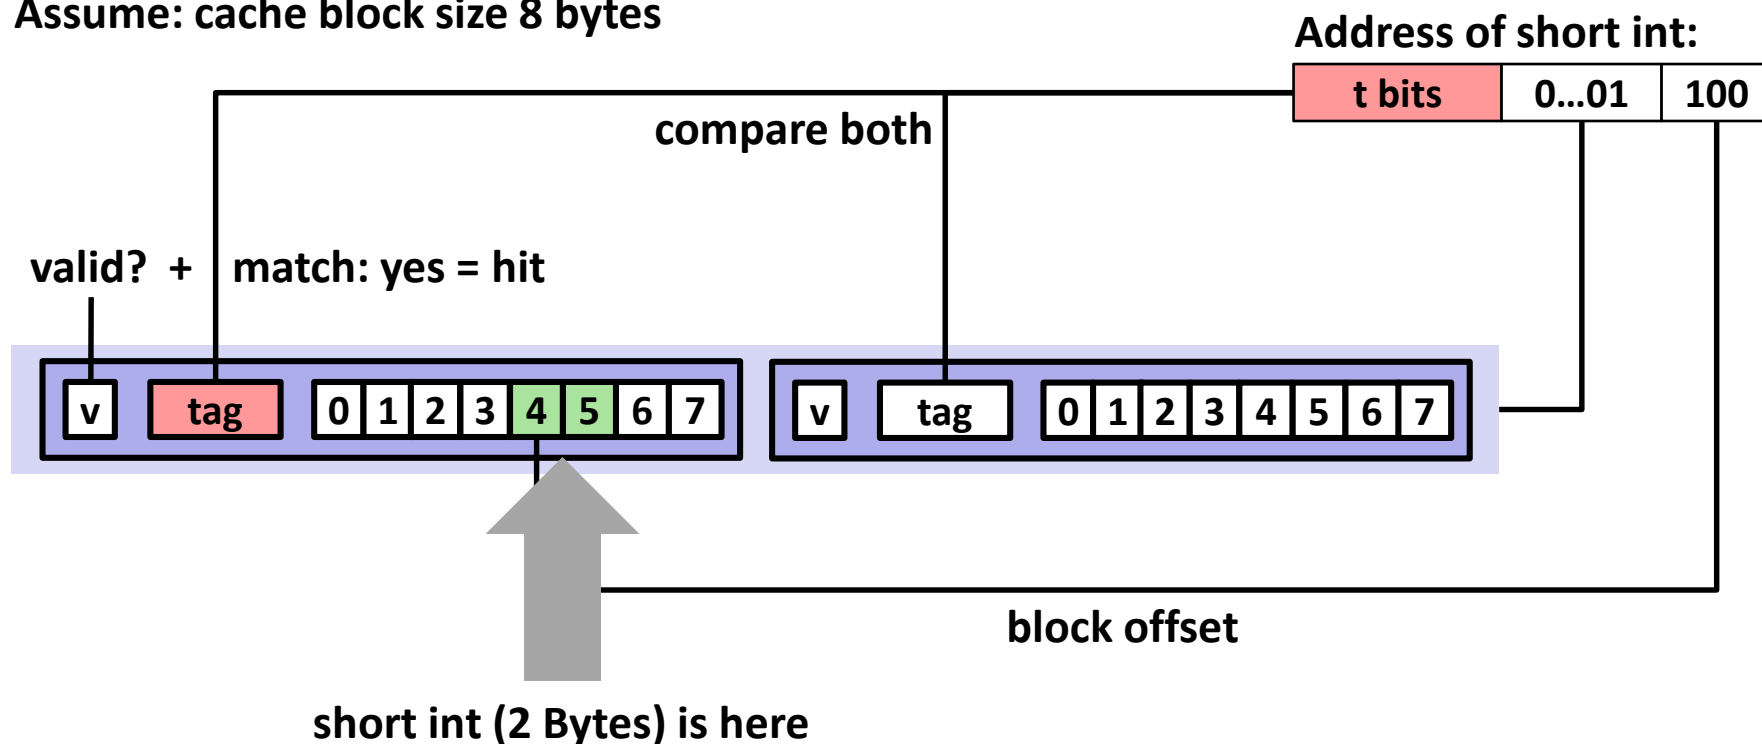 Assume: cache block size 8 bytes
Address of short int:
t bits 0...01 100
compare both
valid? + match: yes = hit
v tag 0 1 2 3 4 5 6 7 v tag 0 1 2 3 4 5 6 7
block offset
short int (2 Bytes) is here